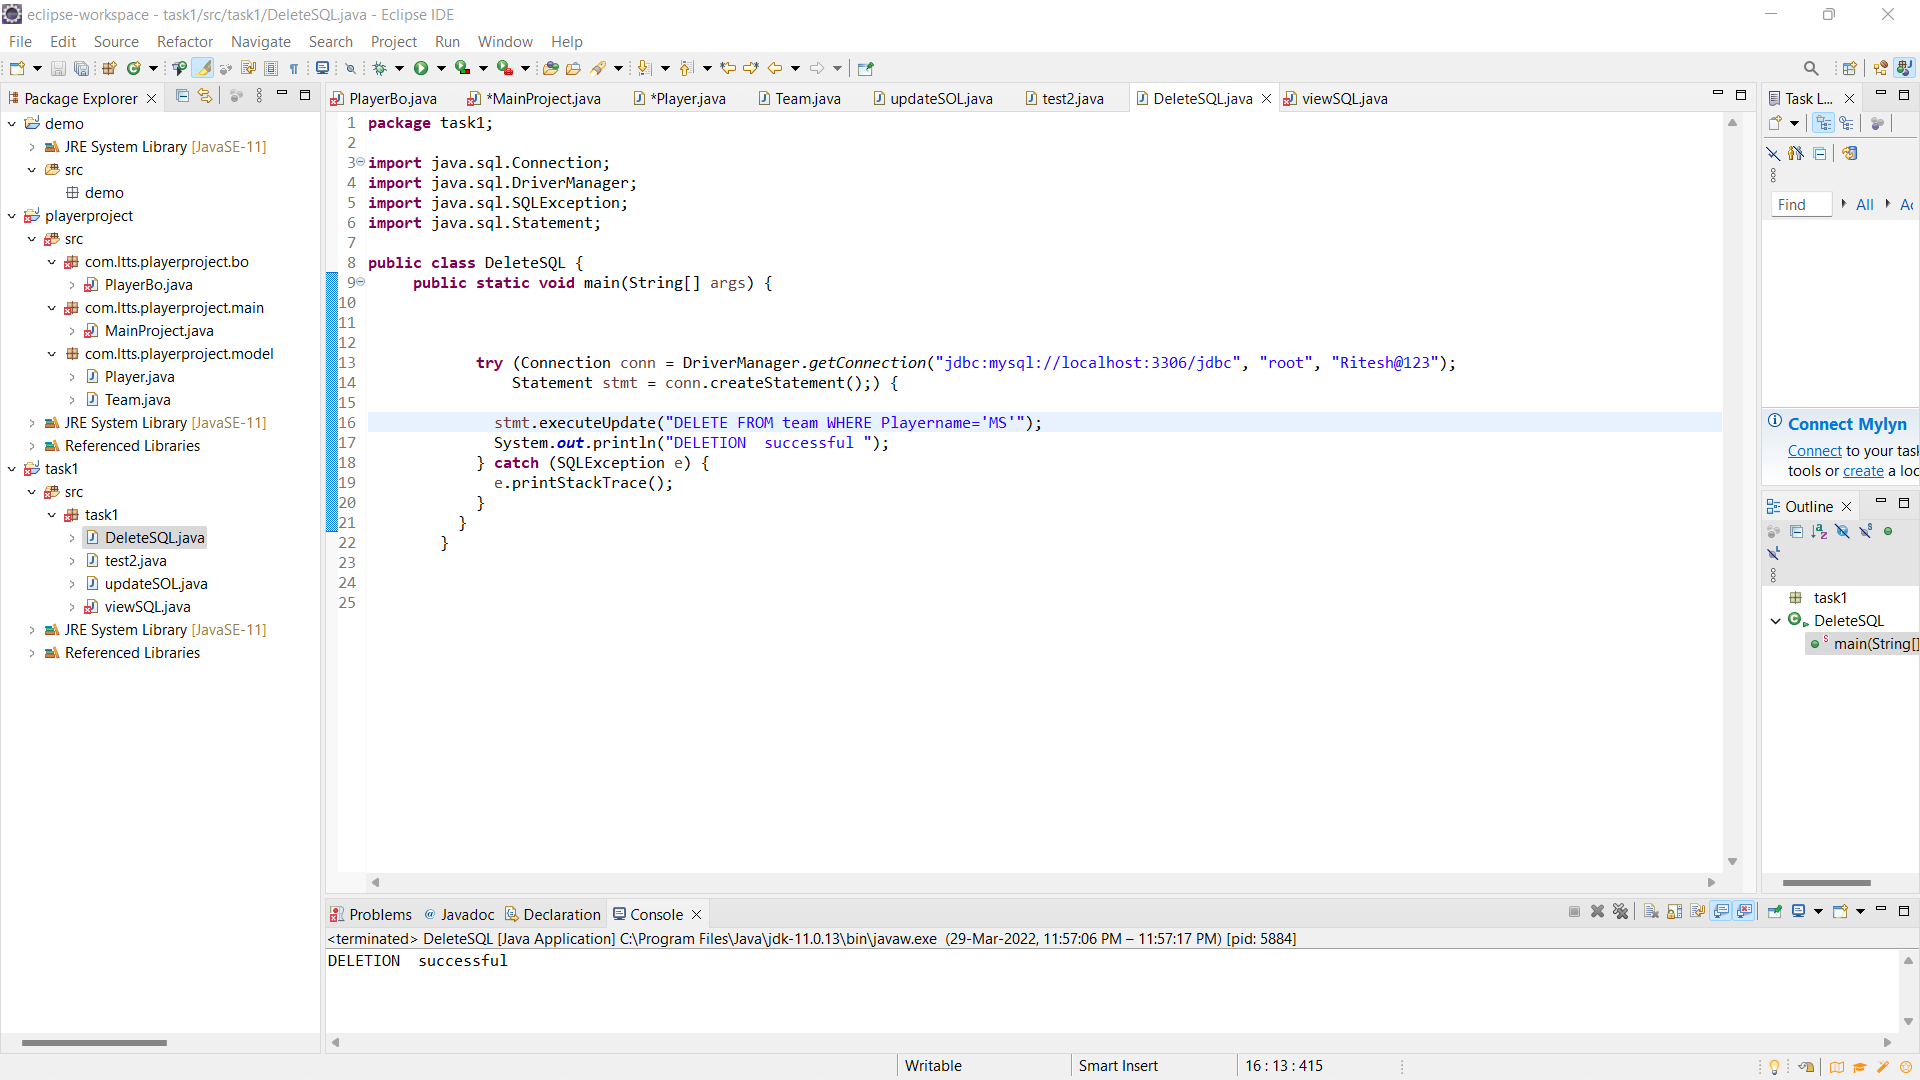 eclipse-workspace - task1/src/task1/DeleteSQL.java - Eclipse IDE
File Edit Source Refactor Navigate Search Project Run Window Help
Package Explorer
PlayerBo.java *MainProject.java *Player.java Team.java updateSOL.java test2.java DeleteSQL.java viewSQL.java
Task L...
demo
JRE System Library [JavaSE-11]
src
demo
playerproject
src
com.ltts.playerproject.bo
PlayerBo.java
com.ltts.playerproject.main
MainProject.java
com.ltts.playerproject.model
Player.java
Team.java
JRE System Library [JavaSE-11]
Referenced Libraries
task1
src
task1
DeleteSQL.java
test2.java
updateSOL.java
viewSQL.java
JRE System Library [JavaSE-11]
Referenced Libraries
1 package task1;
2
3 import java.sql.Connection;
4 import java.sql.DriverManager;
5 import java.sql.SQLException;
6 import java.sql.Statement;
7
8 public class DeleteSQL {
9 public static void main(String[] args) {
10
11
12
13 try (Connection conn = DriverManager.getConnection("jdbc:mysql://localhost:3306/jdbc", "root", "Ritesh@123");
14 Statement stmt = conn.createStatement();) {
15
16 stmt.executeUpdate("DELETE FROM team WHERE Playername='MS'");
17 System.out.println("DELETION  successful ");
18 } catch (SQLException e) {
19 e.printStackTrace();
20 }
21 }
22 }
23
24
25
Find All Ac
Connect Mylyn
Connect to your task
tools or create a loc
Outline
task1
DeleteSQL
main(String[]
Problems Javadoc Declaration Console
<terminated> DeleteSQL [Java Application] C:\Program Files\Java\jdk-11.0.13\bin\javaw.exe (29-Mar-2022, 11:57:06 PM – 11:57:17 PM) [pid: 5884]
DELETION  successful
Writable Smart Insert 16 : 13 : 415